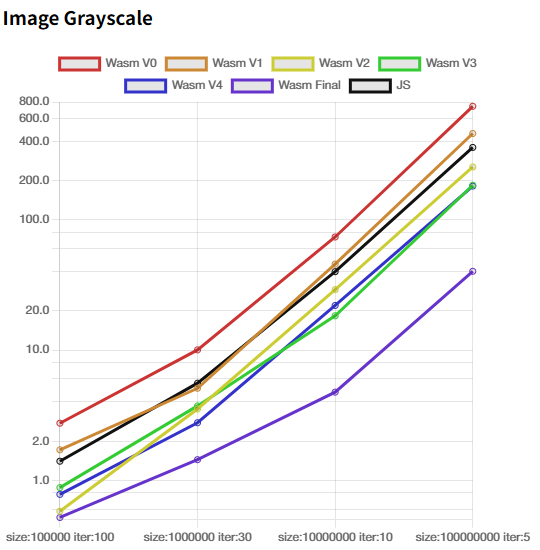 Image Grayscale
Wasm V0 Wasm V1 Wasm V2 Wasm V3
Wasm V4 Wasm Final JS
800.0
600.0
400.0
200.0
100.0
20.0
10.0
2.0
1.0
size:100000 iter:100 size:1000000 iter:30 size:10000000 iter:10 size:100000000 iter:5